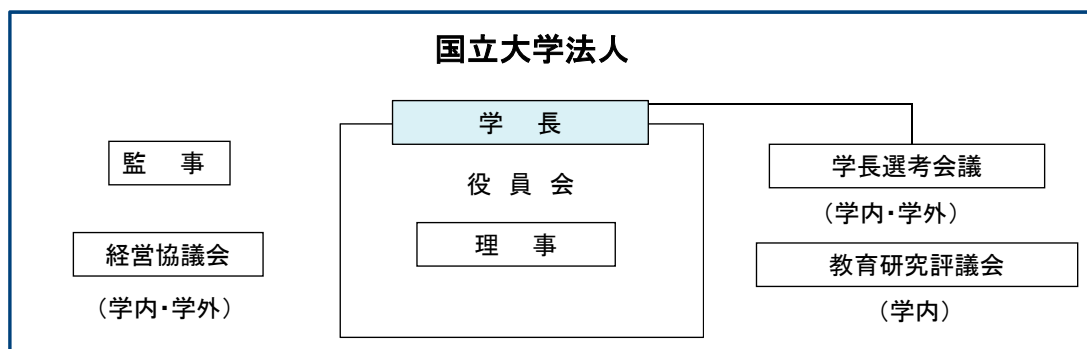 国立大学法人
学　長
監　事
役 員 会
学長選考会議
（学内・学外）
経営協議会
理　事
教育研究評議会
（学内・学外）
（学内）